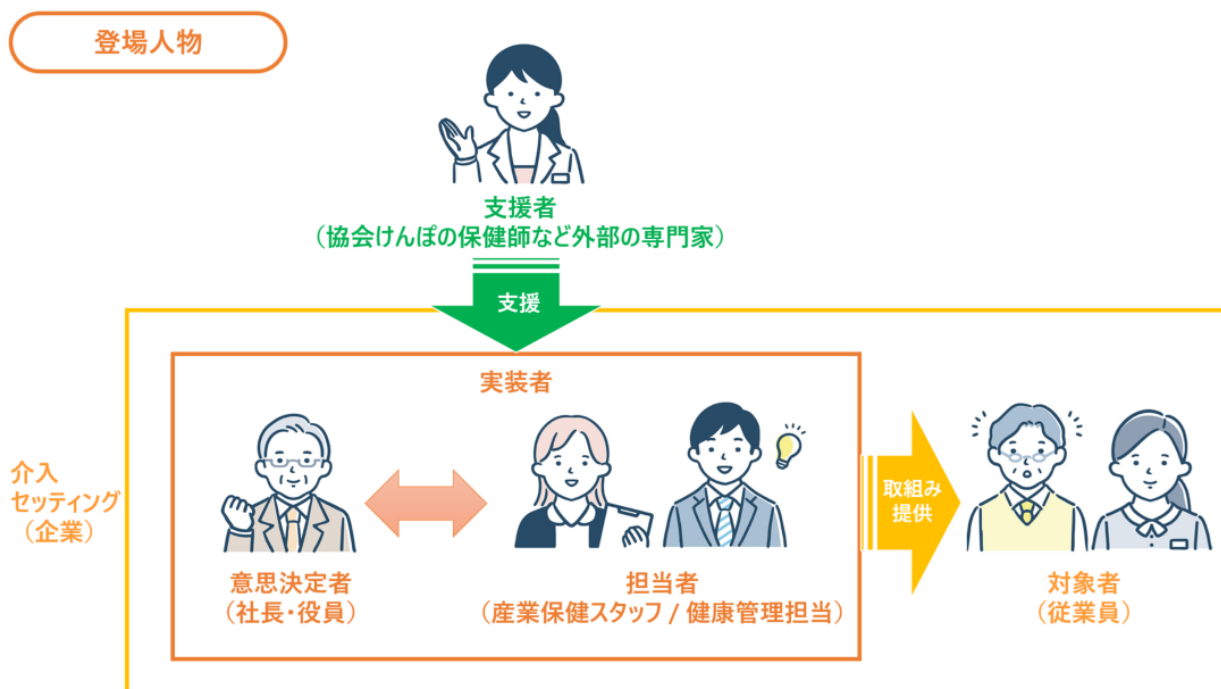 登場人物
支援者
（協会けんぽの保健師など外部の専門家）
支援
実装者
介入
セッティング
（企業）
意思決定者
（社長・役員）
担当者
（産業保健スタッフ / 健康管理担当）
取組み
提供
対象者
（従業員）